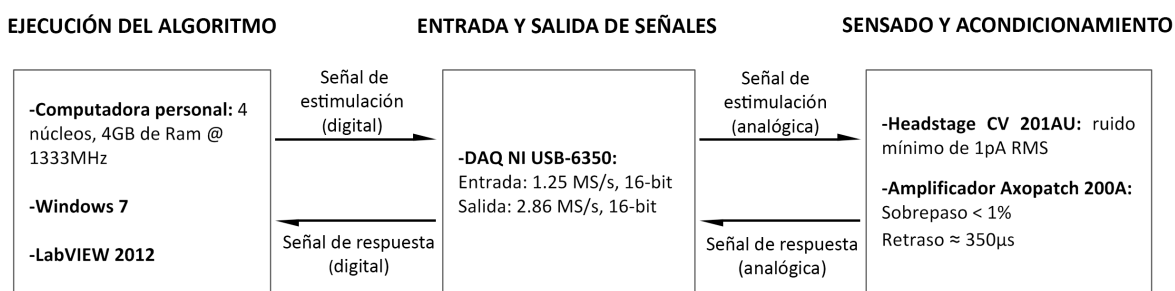 EJECUCIÓN DEL ALGORITMO
ENTRADA Y SALIDA DE SEÑALES
SENSADO Y ACONDICIONAMIENTO
-Computadora personal: 4
núcleos, 4GB de Ram @
1333MHz
-Windows 7
-LabVIEW 2012
Señal de
estimulación
(digital)
Señal de respuesta
(digital)
-DAQ NI USB-6350:
Entrada: 1.25 MS/s, 16-bit
Salida: 2.86 MS/s, 16-bit
Señal de
estimulación
(analógica)
Señal de respuesta
(analógica)
-Headstage CV 201AU: ruido
mínimo de 1pA RMS
-Amplificador Axopatch 200A:
Sobrepaso < 1%
Retraso ≈ 350µs